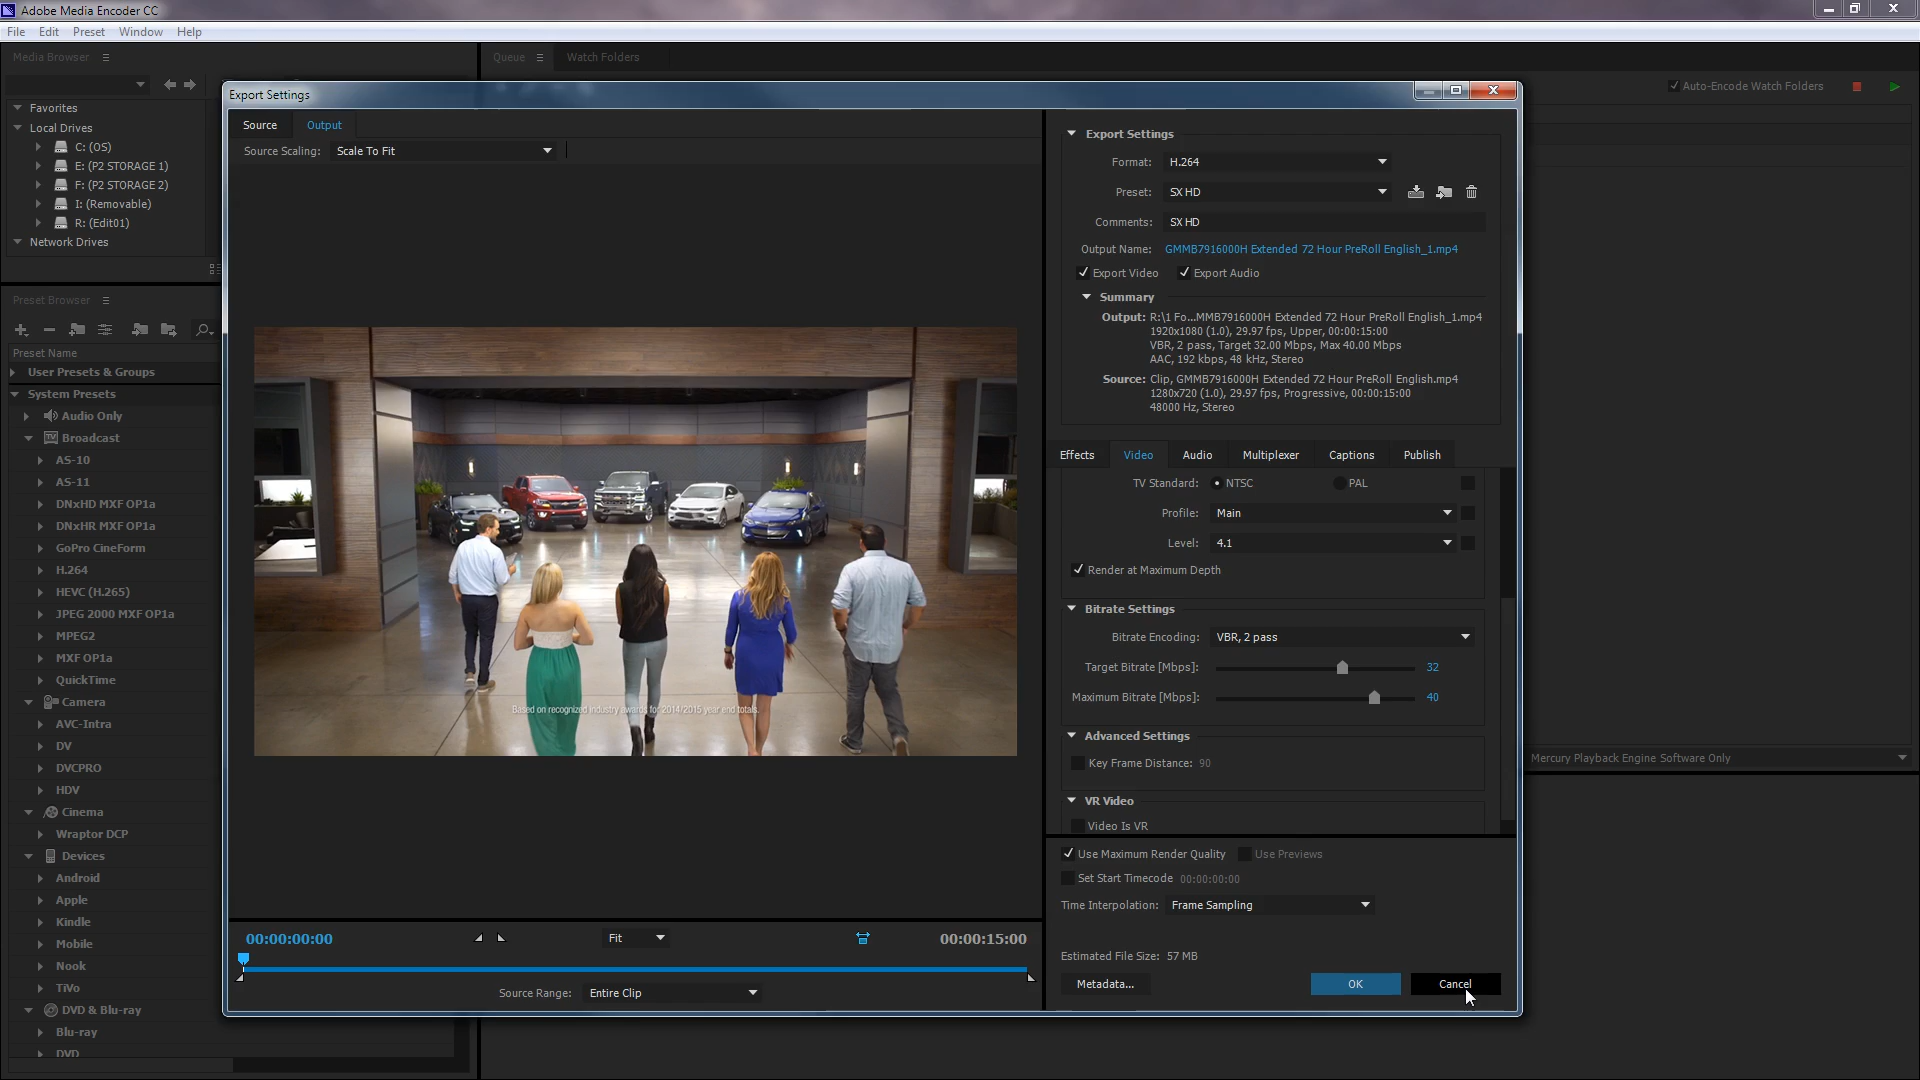 Adobe Media Encoder CC
File Edit Preset Window Help
Media Browser
Queue
Watch Folders
Auto-Encode Watch Folders
Favorites
Local Drives
C: (OS)
E: (P2 STORAGE 1)
F: (P2 STORAGE 2)
I: (Removable)
R: (Edit01)
Network Drives
Preset Browser
Preset Name
User Presets & Groups
System Presets
Audio Only
TV Broadcast
AS-10
AS-11
DNxHD MXF OP1a
DNxHR MXF OP1a
GoPro CineForm
H.264
HEVC (H.265)
JPEG 2000 MXF OP1a
MPEG2
MXF OP1a
QuickTime
Camera
AVC-Intra
DV
DVCPRO
HDV
Cinema
Wraptor DCP
Devices
Android
Apple
Kindle
Mobile
Nook
TiVo
DVD & Blu-ray
Blu-ray
DVD
Export Settings
Source Output
Source Scaling: Scale To Fit
Based on recognized industry awards for 2014/2015 year end totals.
00:00:00:00
Fit
00:00:15:00
Source Range: Entire Clip
Export Settings
Format: H.264
Preset: SX HD
Comments: SX HD
Output Name: GMMB7916000H Extended 72 Hour PreRoll English_1.mp4
Export Video Export Audio
Summary
Output: R:\1 Fo...MMB7916000H Extended 72 Hour PreRoll English_1.mp4
1920x1080 (1.0), 29.97 fps, Upper, 00:00:15:00
VBR, 2 pass, Target 32.00 Mbps, Max 40.00 Mbps
AAC, 192 kbps, 48 kHz, Stereo
Source: Clip, GMMB7916000H Extended 72 Hour PreRoll English.mp4
1280x720 (1.0), 29.97 fps, Progressive, 00:00:15:00
48000 Hz, Stereo
Effects Video Audio Multiplexer Captions Publish
TV Standard: NTSC PAL
Profile: Main
Level: 4.1
Render at Maximum Depth
Bitrate Settings
Bitrate Encoding: VBR, 2 pass
Target Bitrate [Mbps]: 32
Maximum Bitrate [Mbps]: 40
Advanced Settings
Key Frame Distance: 90
VR Video
Video Is VR
Use Maximum Render Quality Use Previews
Set Start Timecode 00:00:00:00
Time Interpolation: Frame Sampling
Estimated File Size: 57 MB
Metadata... OK Cancel
Mercury Playback Engine Software Only